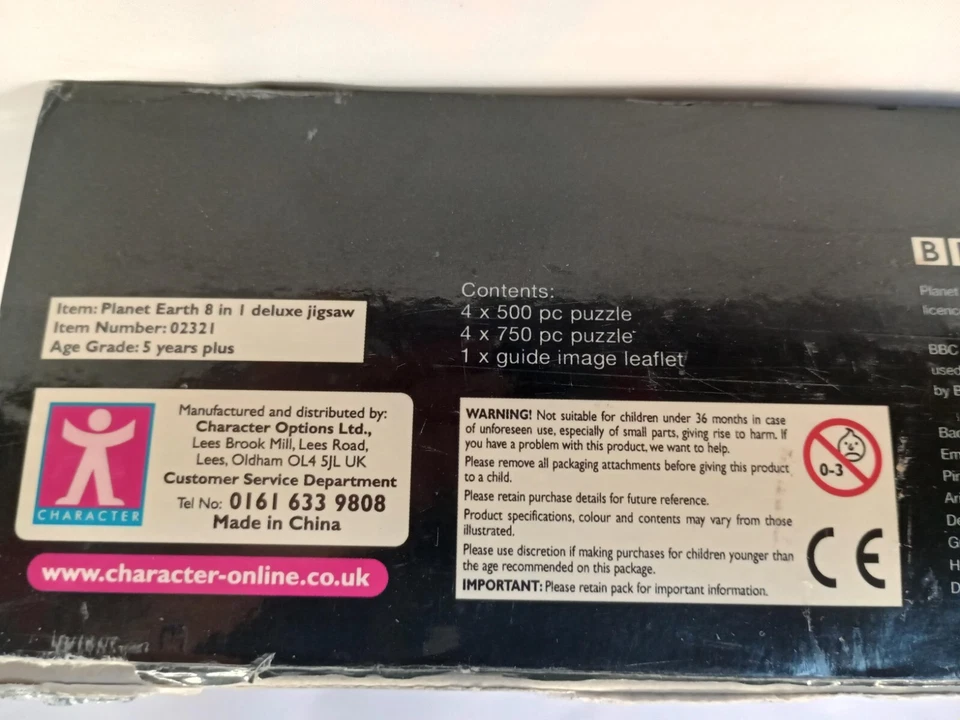 Item: Planet Earth 8 in 1 deluxe jigsaw
Item Number: 02321
Age Grade: 5 years plus
Contents:
4 x 500 pc puzzle
4 x 750 pc puzzle
1 x guide image leaflet
CHARACTER
Manufactured and distributed by:
Character Options Ltd.,
Lees Brook Mill, Lees Road,
Lees, Oldham OL4 5JL UK
Customer Service Department
Tel No: 0161 633 9808
Made in China
www.character-online.co.uk
WARNING! Not suitable for children under 36 months in case
of unforeseen use, especially of small parts, giving rise to harm. If
you have a problem with this product, we want to help.
Please remove all packaging attachments before giving this product
to a child.
Please retain purchase details for future reference.
Product specifications, colour and contents may vary from those
illustrated.
Please use discretion if making purchases for children younger than
the age recommended on this package.
IMPORTANT: Please retain pack for important information.
0-3
CE
B
Planet
BBC
used
by